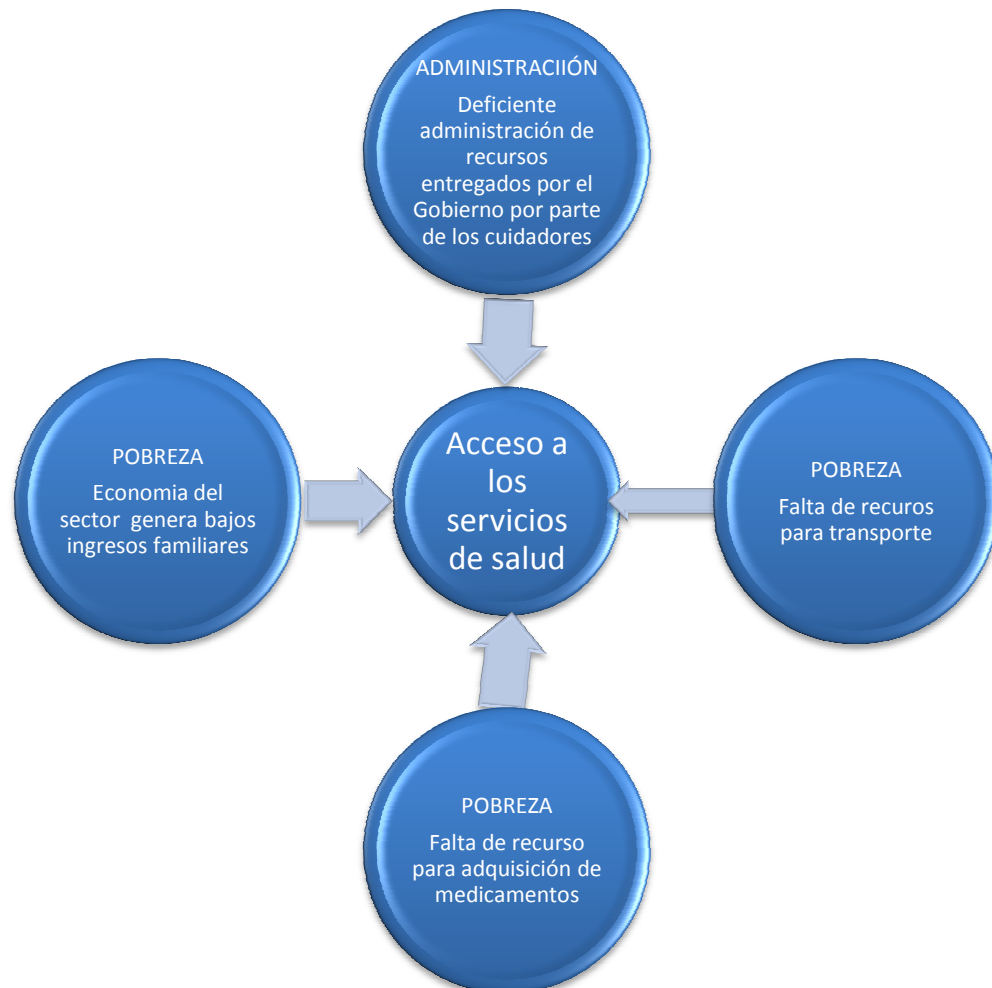 ADMINISTRACIIÓN
Deficiente
administración de
recursos
entregados por el
Gobierno por parte
de los cuidadores
POBREZA
Economia del
sector genera bajos
ingresos familiares
Acceso a
los
servicios
de salud
POBREZA
Falta de recuros
para transporte
POBREZA
Falta de recurso
para adquisición de
medicamentos